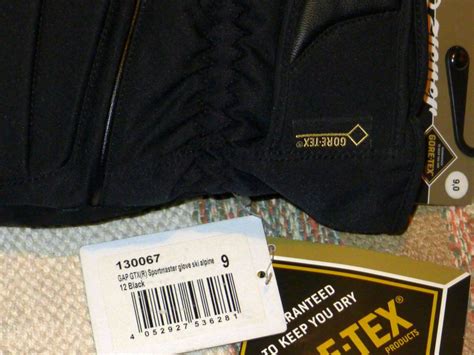 ziener
GORE-TEX®
GORE-TEX
9.0
130067
GAP GTX(R) Sportmaster glove ski alpine
12 Black
9
4 052927 536281
GUARANTEED
TO KEEP YOU DRY
GORE-TEX®
PRODUCTS